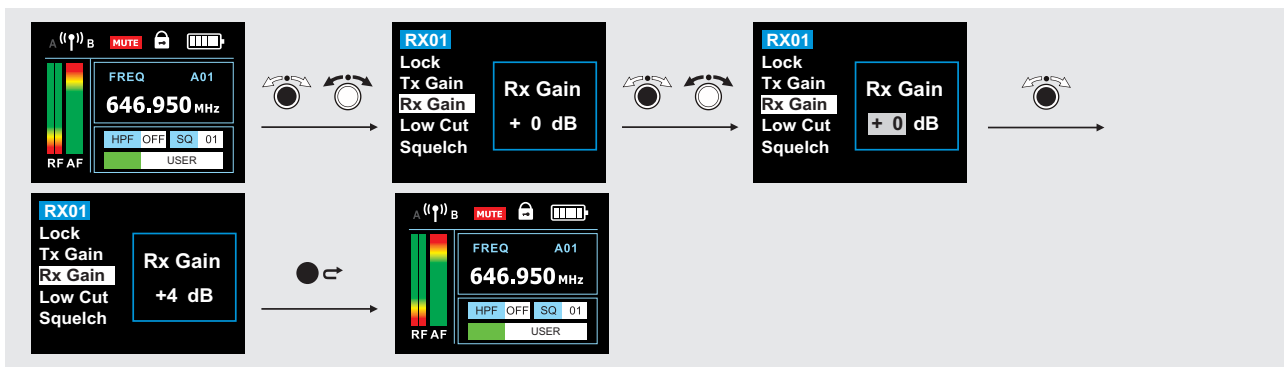 A B MUTE
FREQ A01
646.950 MHz
HPF OFF SQ 01
USER
RF AF
RX01
Lock
Tx Gain
Rx Gain
Low Cut
Squelch
Rx Gain
+ 0 dB
RX01
Lock
Tx Gain
Rx Gain
Low Cut
Squelch
Rx Gain
+ 0 dB
RX01
Lock
Tx Gain
Rx Gain
Low Cut
Squelch
Rx Gain
+4 dB
A B MUTE
FREQ A01
646.950 MHz
HPF OFF SQ 01
USER
RF AF